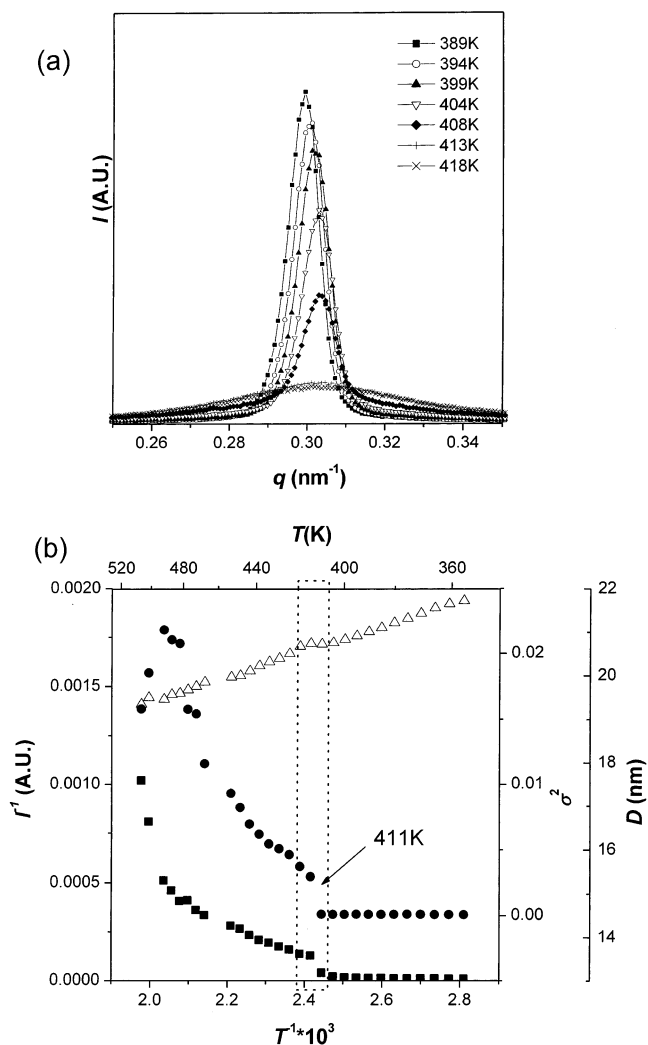 (a)
389K
394K
399K
404K
408K
413K
418K
I (A.U.)
0.26 0.28 0.30 0.32 0.34
q (nm⁻¹)
(b)
T(K)
520 480 440 400 360
0.0020
0.0015
0.0010
0.0005
0.0000
I⁻¹ (A.U.)
411K
0.02
0.01
0.00
σ²
22
20
18
16
14
D (nm)
2.0 2.2 2.4 2.6 2.8
T⁻¹*10³